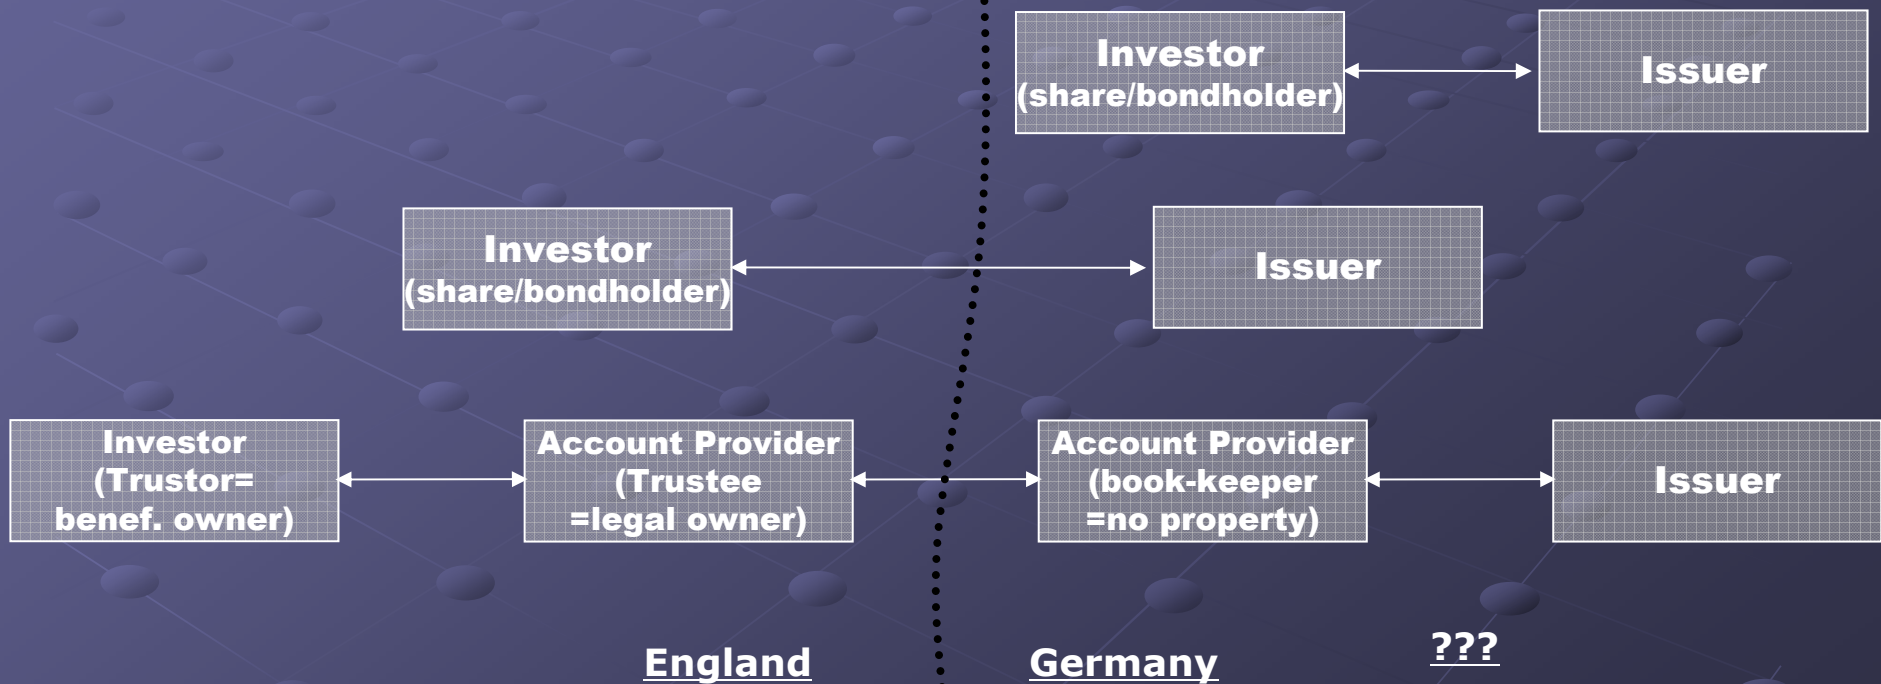 Investor
(share/bondholder)
Issuer
Investor
(share/bondholder)
Issuer
Investor
(Trustor=
benef. owner)
Account Provider
(Trustee
=legal owner)
Account Provider
(book-keeper
=no property)
Issuer
England
Germany
???